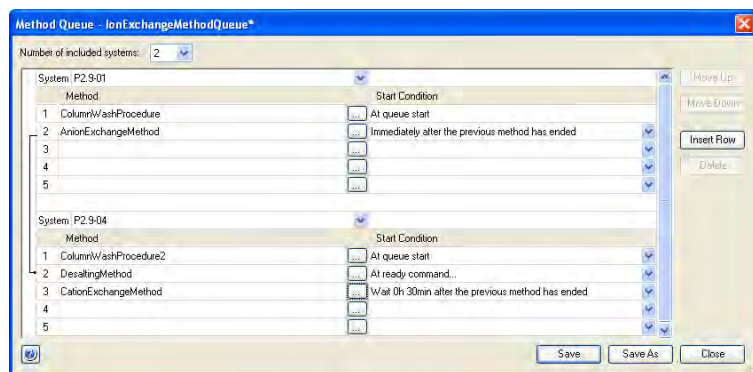 Method Queue - IonExchangeMethodQueue*
Number of included systems: 2
System P2.9-01
Method Start Condition
1 ColumnWashProcedure ... At queue start
2 AnionExchangeMethod ... Immediately after the previous method has ended
3 ...
4 ...
5 ...
System P2.9-04
Method Start Condition
1 ColumnWashProcedure2 ... At queue start
2 DesaltingMethod ... At ready command...
3 CationExchangeMethod ... Wait 0h 30min after the previous method has ended
4 ...
5 ...
Move Up
Move Down
Insert Row
Delete
? Save Save As Close